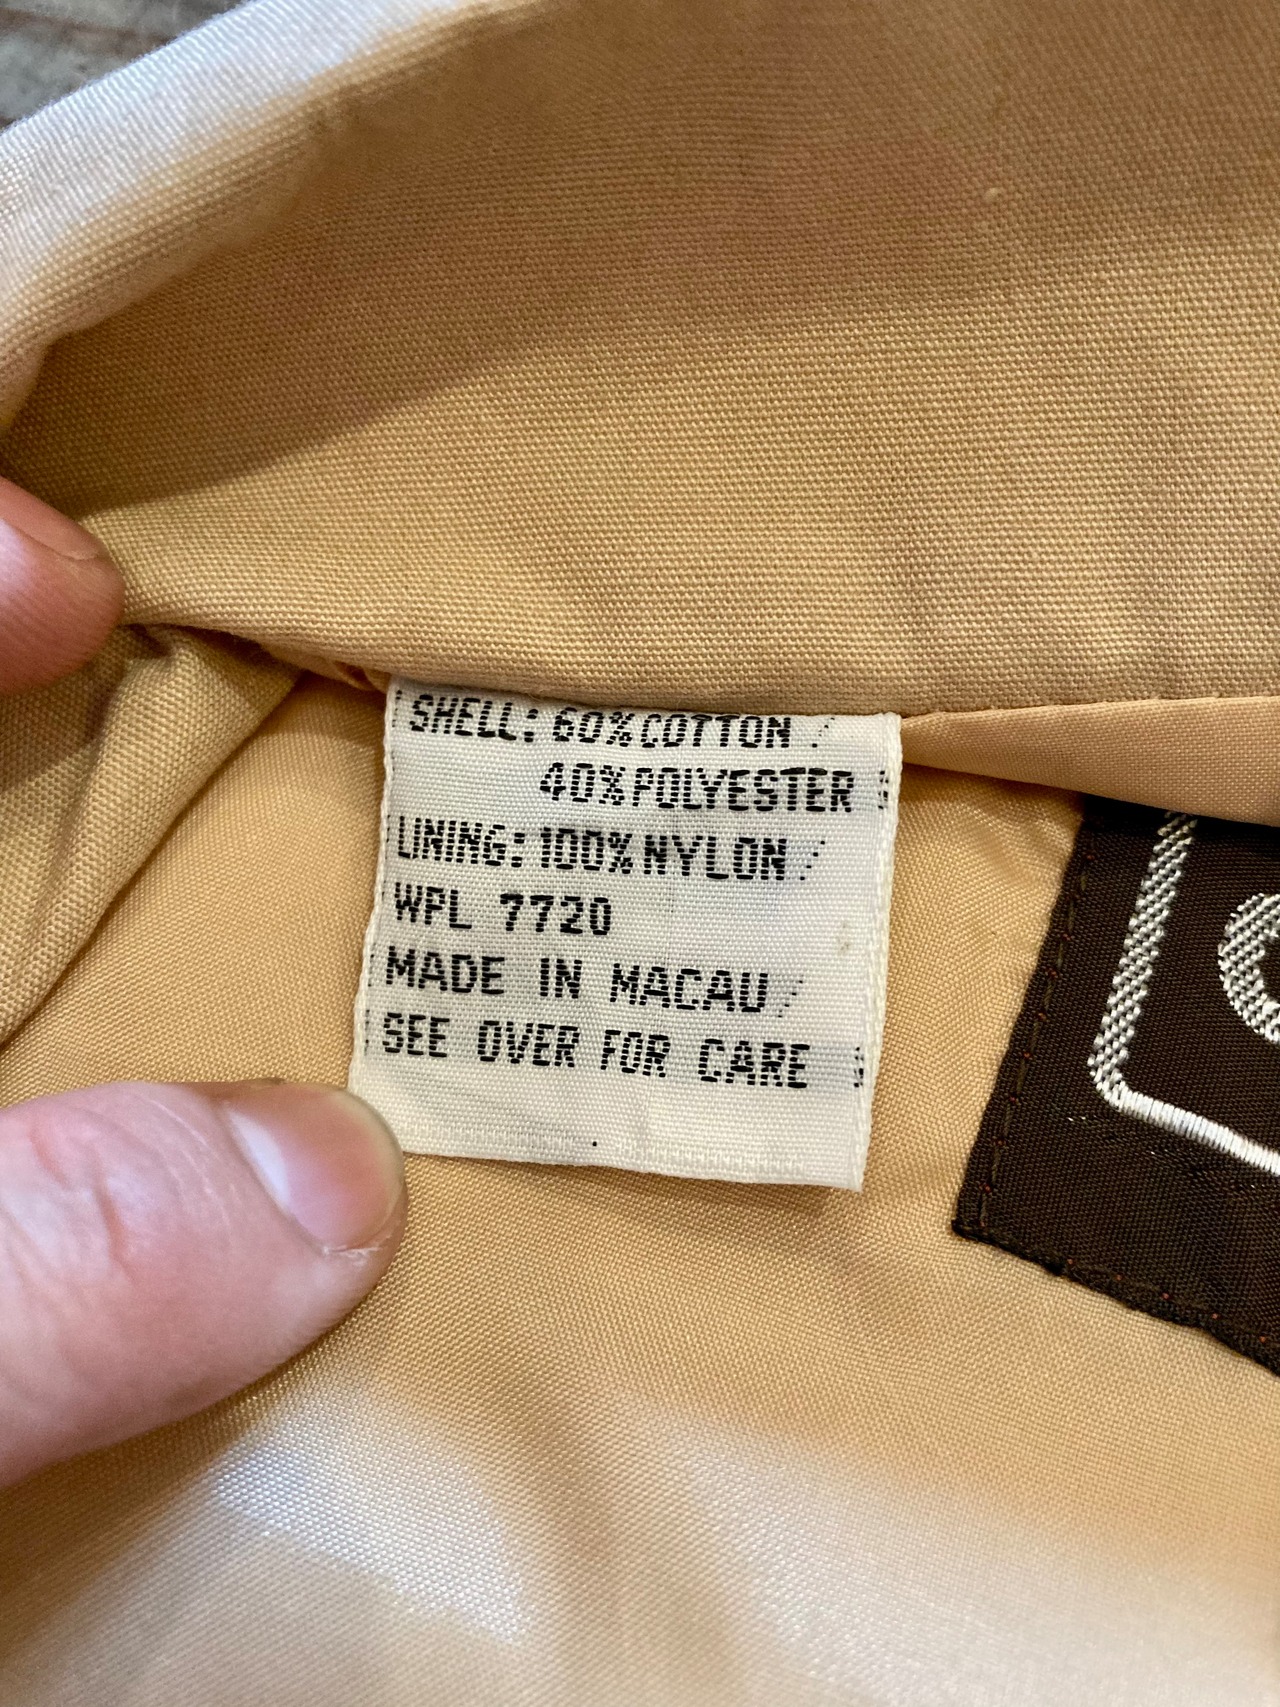 SHELL: 60% COTTON
40% POLYESTER
LINING: 100% NYLON
WPL 7720
MADE IN MACAU
SEE OVER FOR CARE